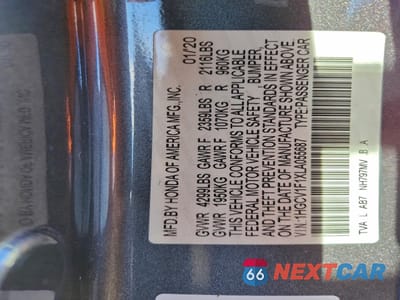 MFD.BY HONDA OF AMERICA MFG.,INC. 01/20
GVWR 4299LBS GAWR F 2359LBS R 2116LBS
GVWR 1950KG GAWR F 1070KG R 960KG
THIS VEHICLE CONFORMS TO ALL APPLICABLE
FEDERAL MOTOR VEHICLE SAFETY , BUMPER,
AND THEFT PREVENTION STANDARDS IN EFFECT
ON THE DATE OF MANUFACTURE SHOWN ABOVE.
V.I.N: 1HGCV1FXLA055687 TYPE:PASSENGER CAR
TVA L AB7 NH797MV B A
66 NEXTCAR